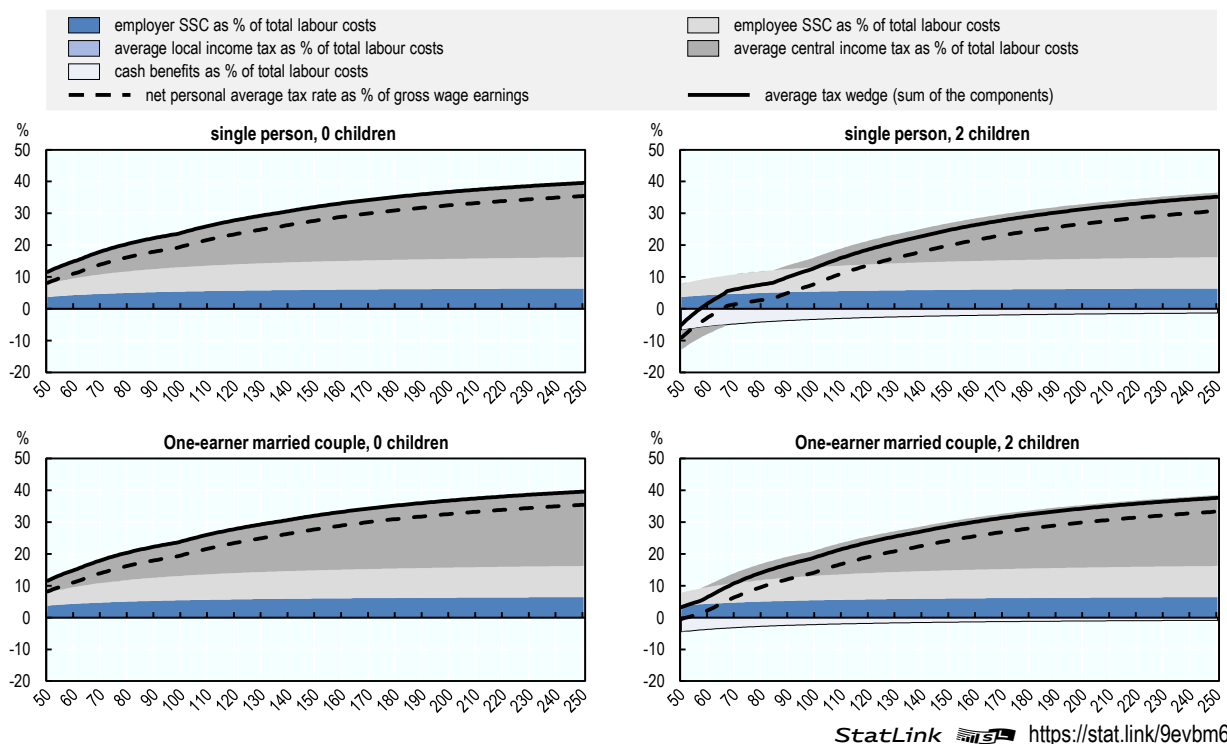 employer SSC as % of total labour costs
employee SSC as % of total labour costs
average local income tax as % of total labour costs
average central income tax as % of total labour costs
cash benefits as % of total labour costs
net personal average tax rate as % of gross wage earnings
average tax wedge (sum of the components)
%
single person, 0 children
50
40
30
20
10
0
-10
-20
50 60 70 80 90 100 110 120 130 140 150 160 170 180 190 200 210 220 230 240 250
%
single person, 2 children
50
40
30
20
10
0
-10
-20
50 60 70 80 90 100 110 120 130 140 150 160 170 180 190 200 210 220 230 240 250
%
One-earner married couple, 0 children
50
40
30
20
10
0
-10
-20
50 60 70 80 90 100 110 120 130 140 150 160 170 180 190 200 210 220 230 240 250
%
One-earner married couple, 2 children
50
40
30
20
10
0
-10
-20
50 60 70 80 90 100 110 120 130 140 150 160 170 180 190 200 210 220 230 240 250
StatLink https://stat.link/9evbm6